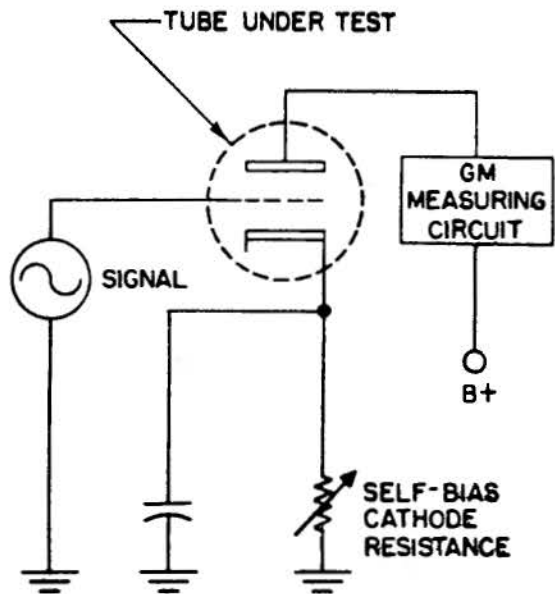 TUBE UNDER TEST
GM
MEASURING
CIRCUIT
SIGNAL
B+
SELF-BIAS
CATHODE
RESISTANCE